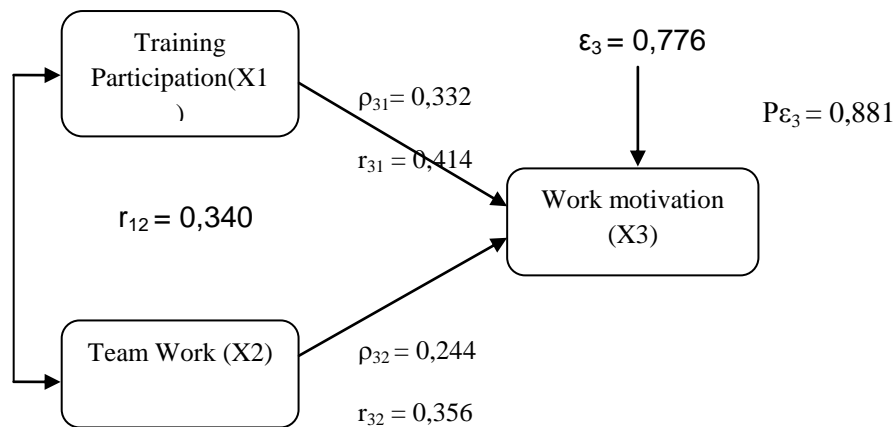 Training
Participation(X1
)
ε₃ = 0,776
ρ₃₁ = 0,332
Pε₃ = 0,881
r₃₁ = 0,414
Work motivation
(X3)
r₁₂ = 0,340
Team Work (X2)
ρ₃₂ = 0,244
r₃₂ = 0,356